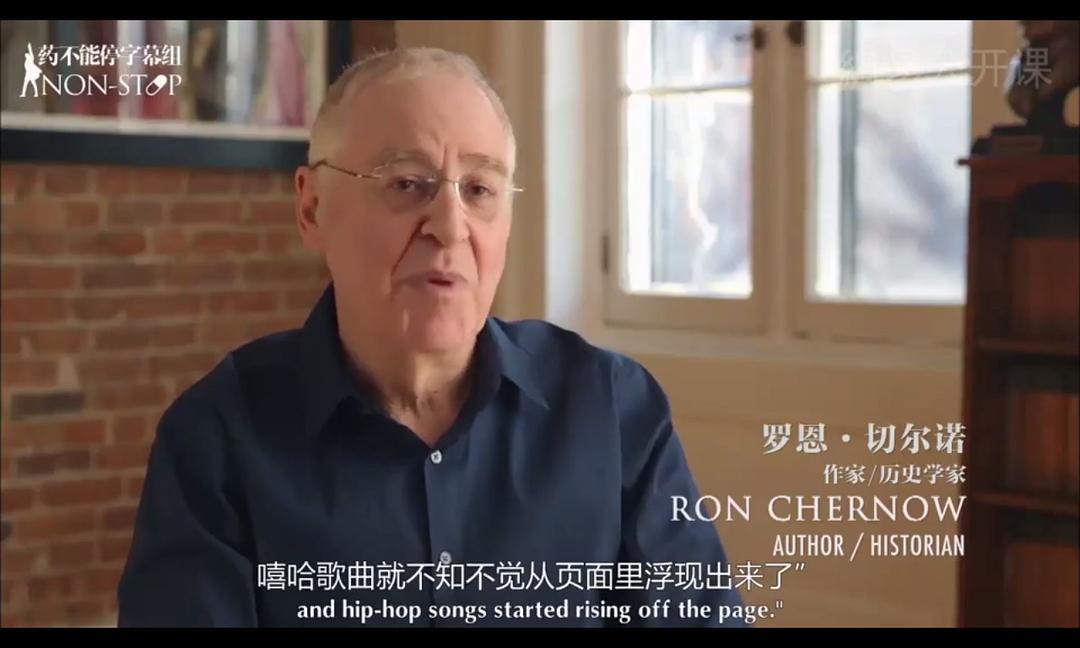 药不能停字幕组
NON-STOP
开课
罗恩·切尔诺
作家/历史学家
RON CHERNOW
AUTHOR / HISTORIAN
嘻哈歌曲就不知不觉从页面里浮现出来了”
and hip-hop songs started rising off the page."